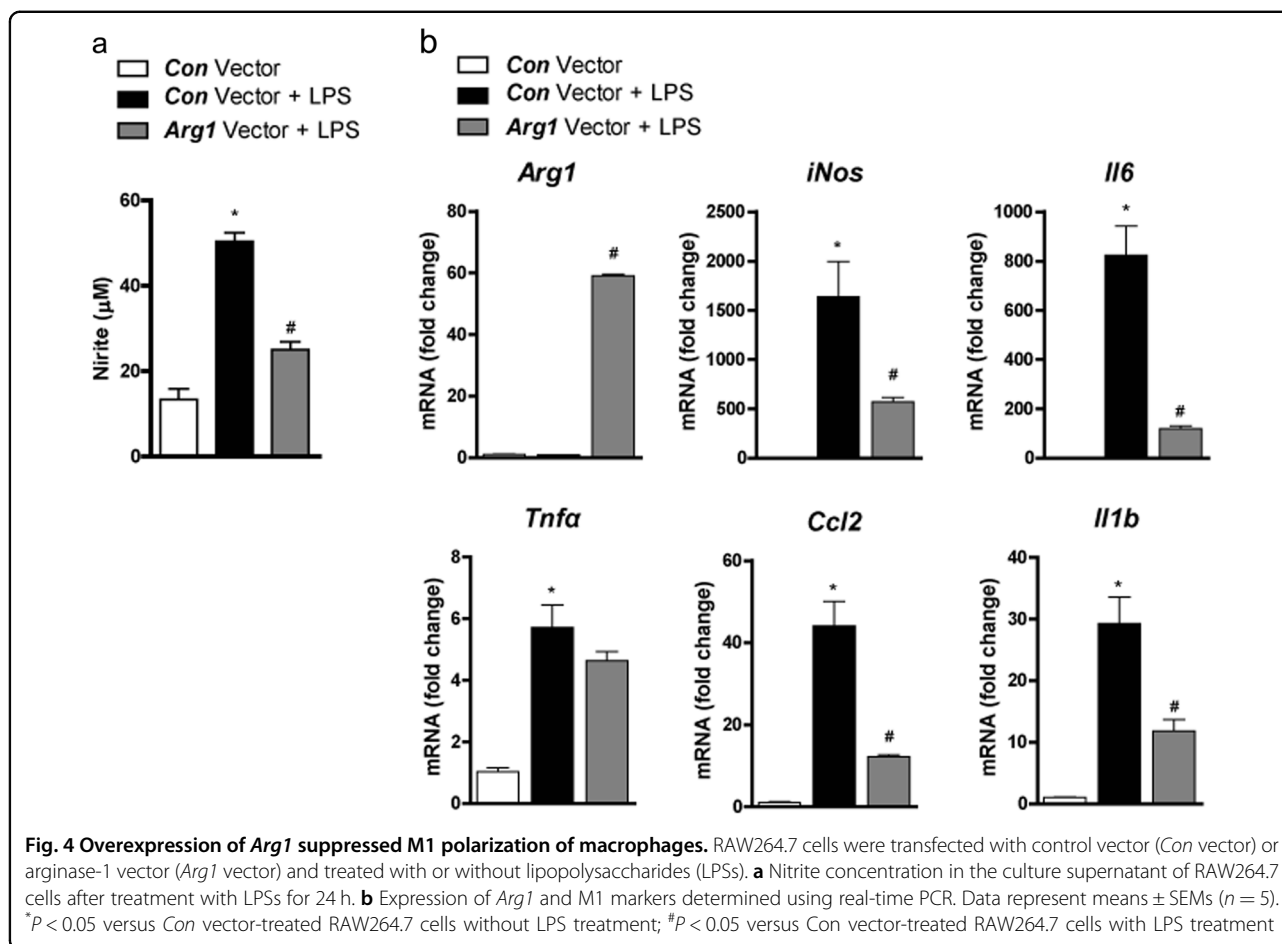 a
Con Vector
Con Vector + LPS
Arg1 Vector + LPS
Nirite (μM)
60
40
20
0
*
#
b
Con Vector
Con Vector + LPS
Arg1 Vector + LPS
Arg1
mRNA (fold change)
80
60
40
20
0
#
iNos
mRNA (fold change)
2500
2000
1500
1000
500
0
*
#
Il6
mRNA (fold change)
1000
800
600
400
200
0
*
#
Tnfα
mRNA (fold change)
8
6
4
2
0
*
Ccl2
mRNA (fold change)
60
40
20
0
*
#
Il1b
mRNA (fold change)
40
30
20
10
0
*
#
Fig. 4 Overexpression of Arg1 suppressed M1 polarization of macrophages. RAW264.7 cells were transfected with control vector (Con vector) or
arginase-1 vector (Arg1 vector) and treated with or without lipopolysaccharides (LPSs). a Nitrite concentration in the culture supernatant of RAW264.7
cells after treatment with LPSs for 24 h. b Expression of Arg1 and M1 markers determined using real-time PCR. Data represent means ± SEMs (n = 5).
*P < 0.05 versus Con vector-treated RAW264.7 cells without LPS treatment; #P < 0.05 versus Con vector-treated RAW264.7 cells with LPS treatment